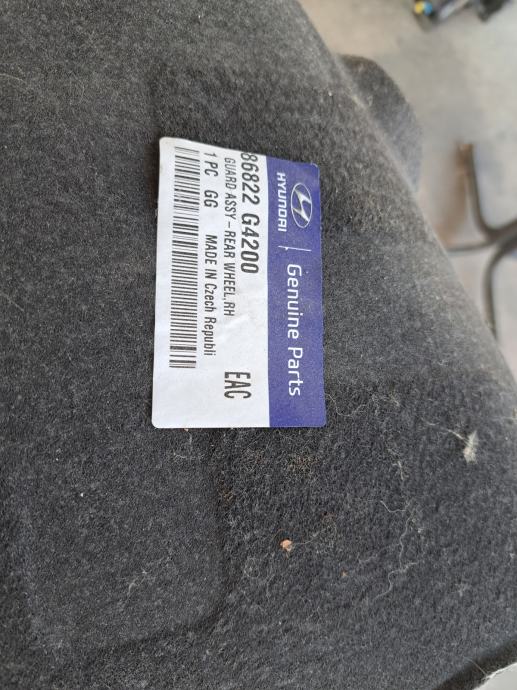 HYUNDAI | Genuine Parts
86822 G4200
GUARD ASSY-REAR WHEEL,RH
1 PC GG MADE IN Czech Republi
EAC